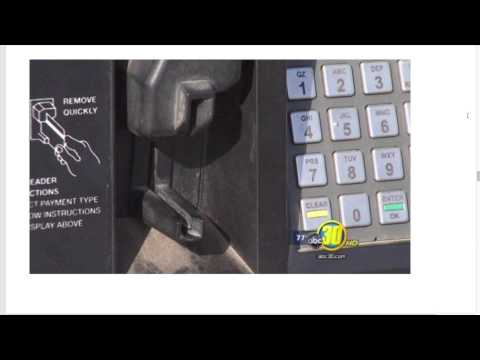 REMOVE
QUICKLY
EADER
CTIONS
CT PAYMENT TYPE
OW INSTRUCTIONS
ISPLAY ABOVE
QZ
1
ABC
2
DEF
3
GHI
4
JKL
5
MNO
6
PRS
7
TUV
8
WXY
9
CLEAR
0
ENTER
OK
77°
abc 30 HD
abc30.com